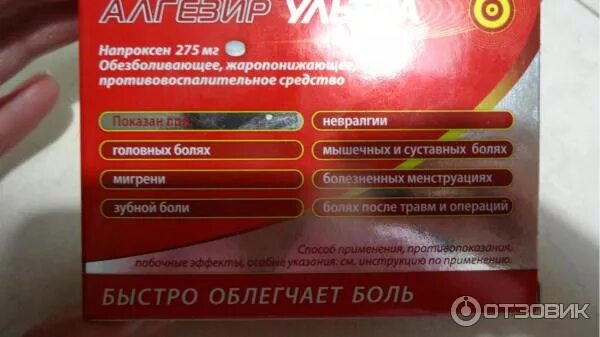 АЛГЕЗИР УЛЬТРА
Напроксен 275 мг
Обезболивающее, жаропонижающее,
противовоспалительное средство
Показан при:
головных болях
мигрени
зубной боли
невралгии
мышечных и суставных болях
болезненных менструациях
болях после травм и операций
Способ применения, противопоказания,
побочные эффекты, особые указания: см. инструкцию по применению.
БЫСТРО ОБЛЕГЧАЕТ БОЛЬ
ОТЗОВИК